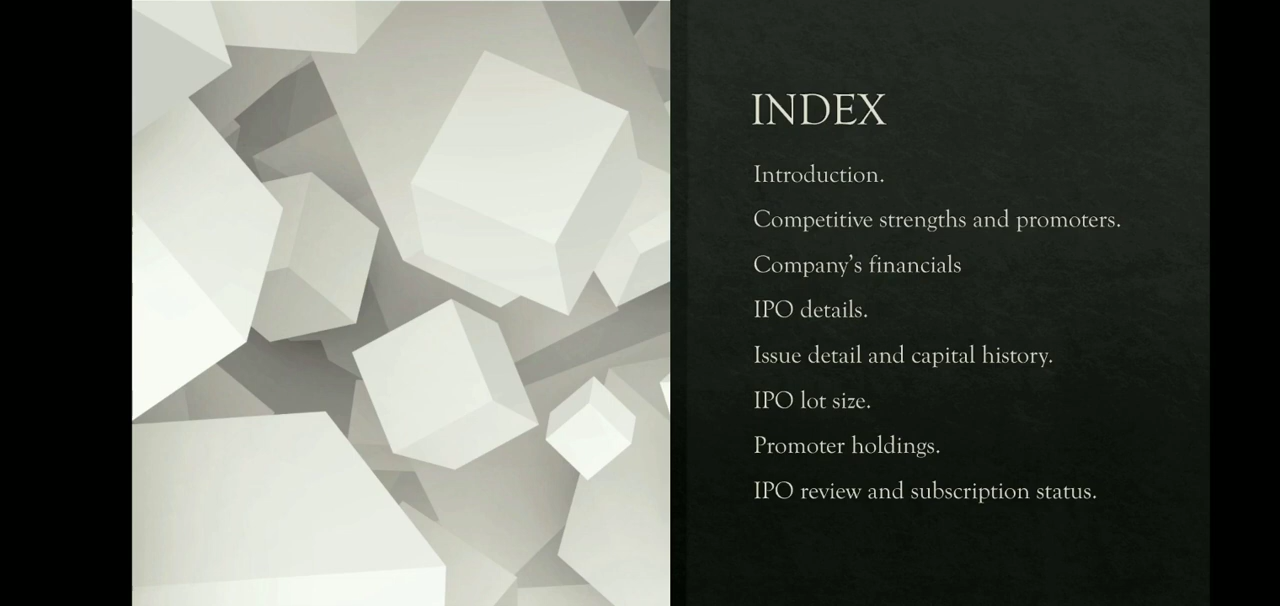 INDEX
Introduction.
Competitive strengths and promoters.
Company’s financials
IPO details.
Issue detail and capital history.
IPO lot size.
Promoter holdings.
IPO review and subscription status.